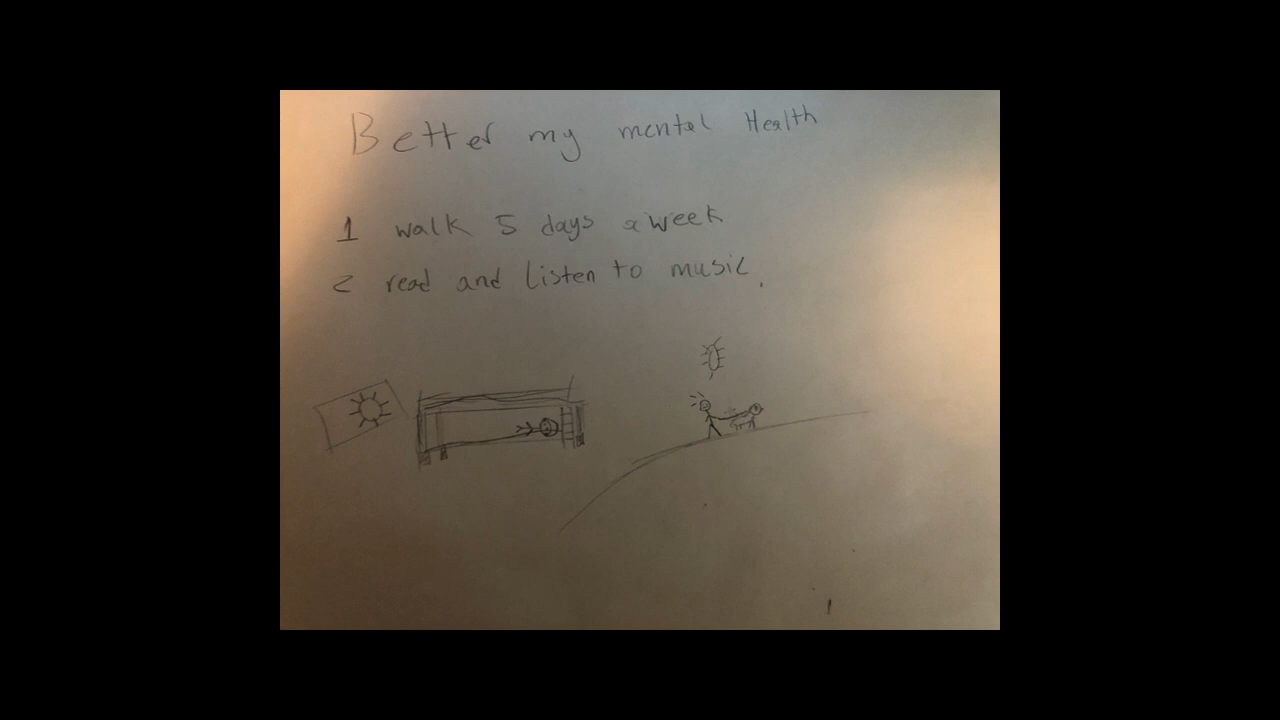 Better my mental Health
1 walk 5 days a week
2 read and listen to music.